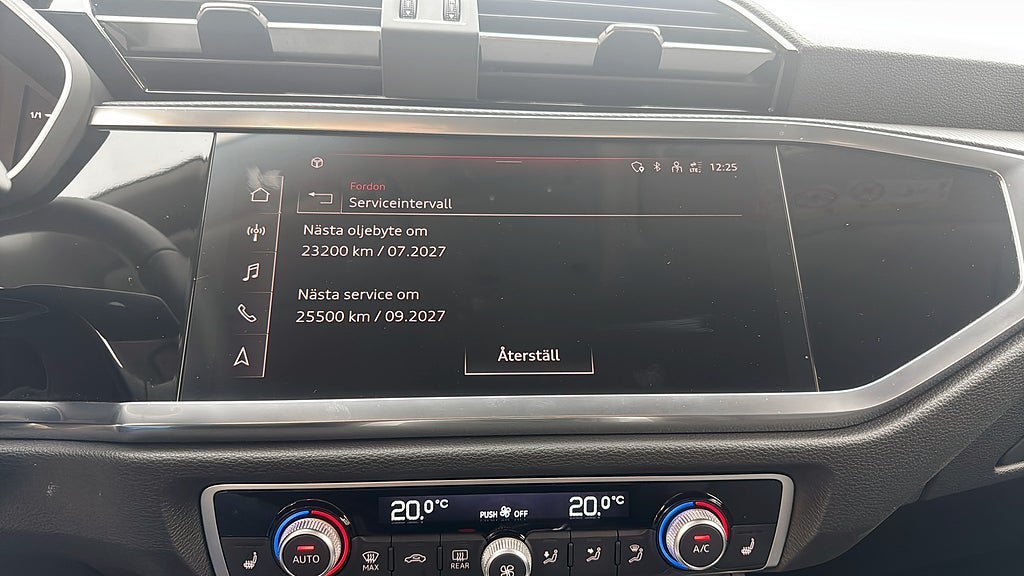 1/1
12:25
Fordon
Serviceintervall
Nästa oljebyte om
23200 km / 07.2027
Nästa service om
25500 km / 09.2027
Återställ
20.0°C
PUSH OFF
20.0°C
AUTO
MAX
REAR
A/C